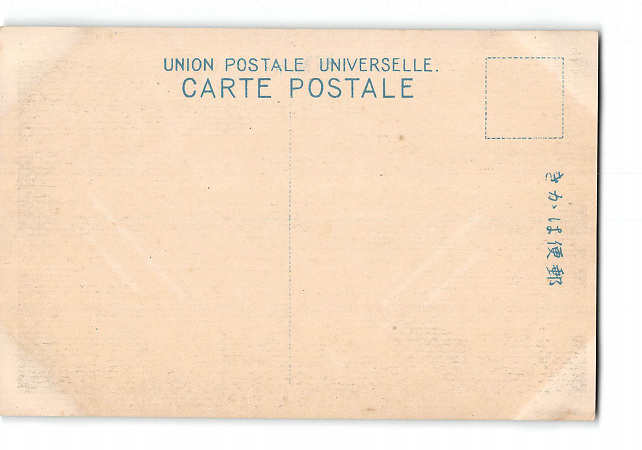 UNION POSTALE UNIVERSELLE.
CARTE POSTALE
きかは便郵